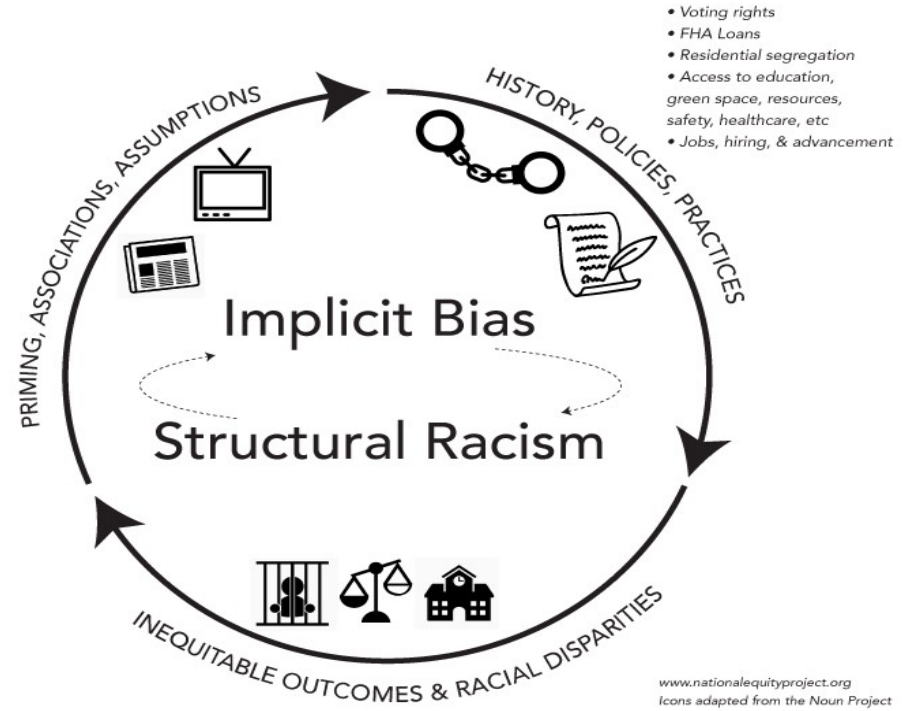 • Voting rights
• FHA Loans
• Residential segregation
• Access to education,
green space, resources,
safety, healthcare, etc
• Jobs, hiring, & advancement
PRIMING, ASSOCIATIONS, ASSUMPTIONS
HISTORY, POLICIES, PRACTICES
Implicit Bias
Structural Racism
INEQUITABLE OUTCOMES & RACIAL DISPARITIES
www.nationalequityproject.org
Icons adapted from the Noun Project